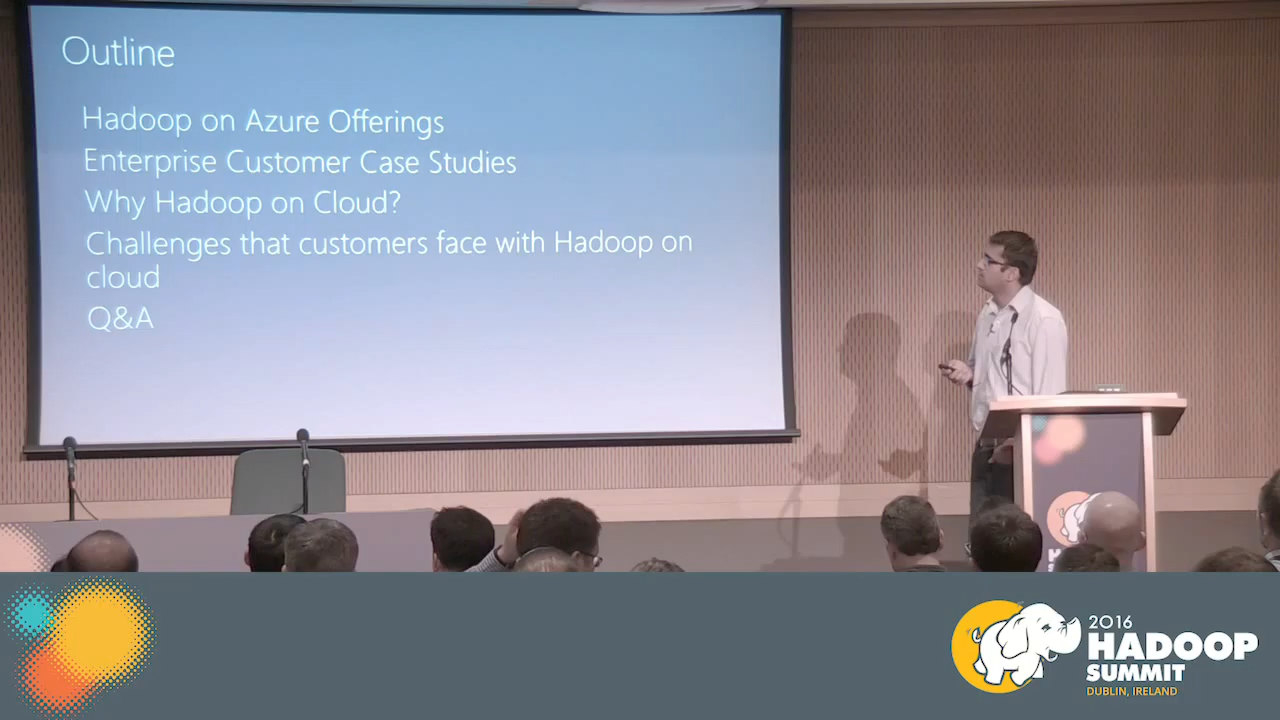 Outline
Hadoop on Azure Offerings
Enterprise Customer Case Studies
Why Hadoop on Cloud?
Challenges that customers face with Hadoop on
cloud
Q&A
2016
HADOOP
SUMMIT
DUBLIN, IRELAND